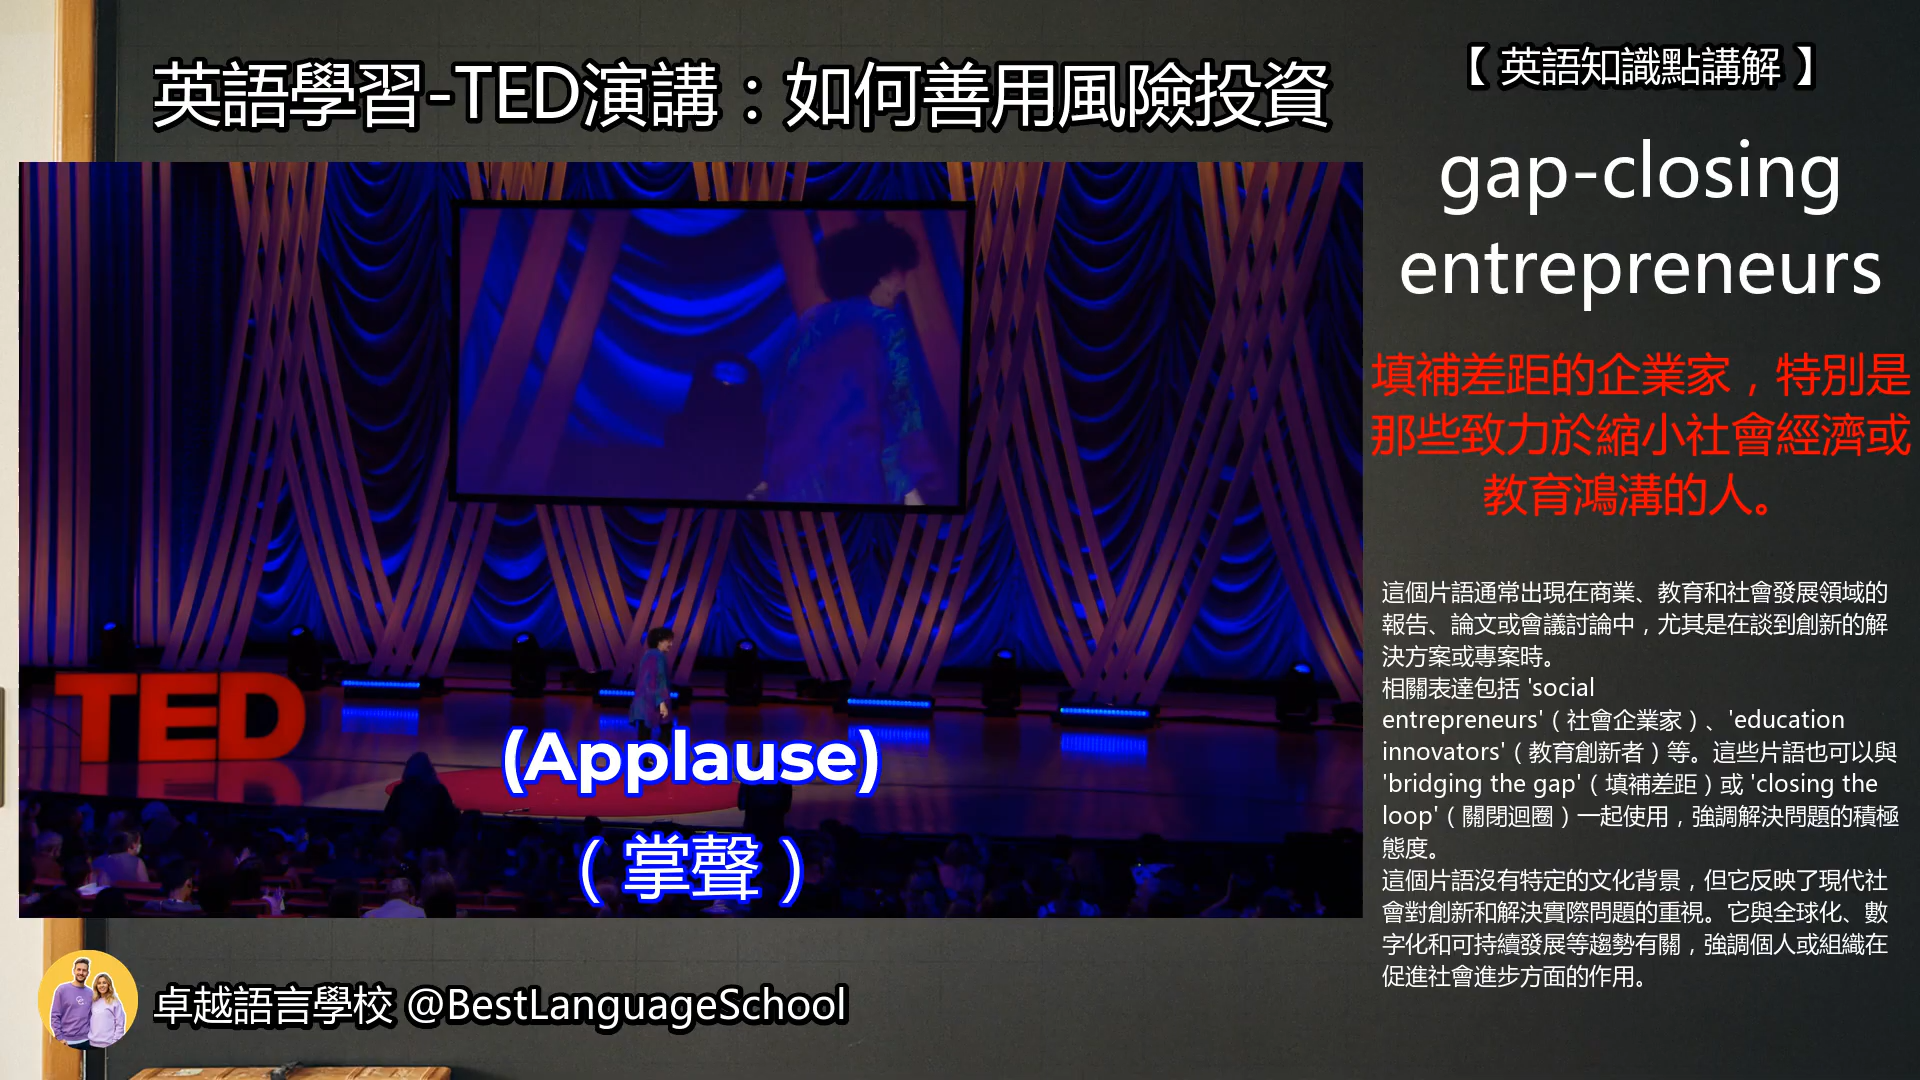 英語學習-TED演講：如何善用風險投資
TED
(Applause)
（掌聲）
卓越語言學校 @BestLanguageSchool
【 英語知識點講解 】
gap-closing
entrepreneurs
填補差距的企業家，特別是
那些致力於縮小社會經濟或
教育鴻溝的人。
這個片語通常出現在商業、教育和社會發展領域的
報告、論文或會議討論中，尤其是在談到創新的解
決方案或專案時。
相關表達包括 'social
entrepreneurs'（社會企業家）、'education
innovators'（教育創新者）等。這些片語也可以與
'bridging the gap'（填補差距）或 'closing the
loop'（關閉迴圈）一起使用，強調解決問題的積極
態度。
這個片語沒有特定的文化背景，但它反映了現代社
會對創新和解決實際問題的重視。它與全球化、數
字化和可持續發展等趨勢有關，強調個人或組織在
促進社會進步方面的作用。